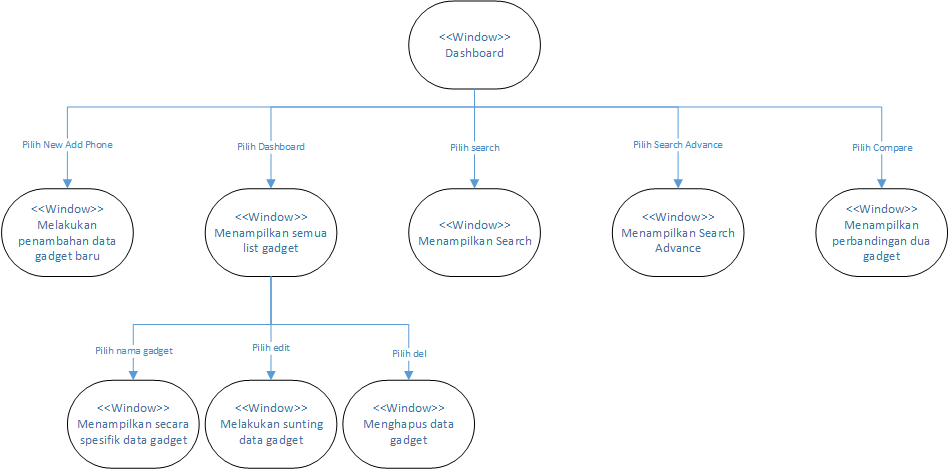 <<Window>>
Dashboard
Pilih New Add Phone
Pilih Dashboard
Pilih search
Pilih Search Advance
Pilih Compare
<<Window>>
Melakukan
penambahan data
gadget baru
<<Window>>
Menampilkan semua
list gadget
<<Window>>
Menampilkan Search
<<Window>>
Menampilkan Search
Advance
<<Window>>
Menampilkan
perbandingan dua
gadget
Pilih nama gadget
Pilih edit
Pilih del
<<Window>>
Menampilkan secara
spesifik data gadget
<<Window>>
Melakukan sunting
data gadget
<<Window>>
Menghapus data
gadget